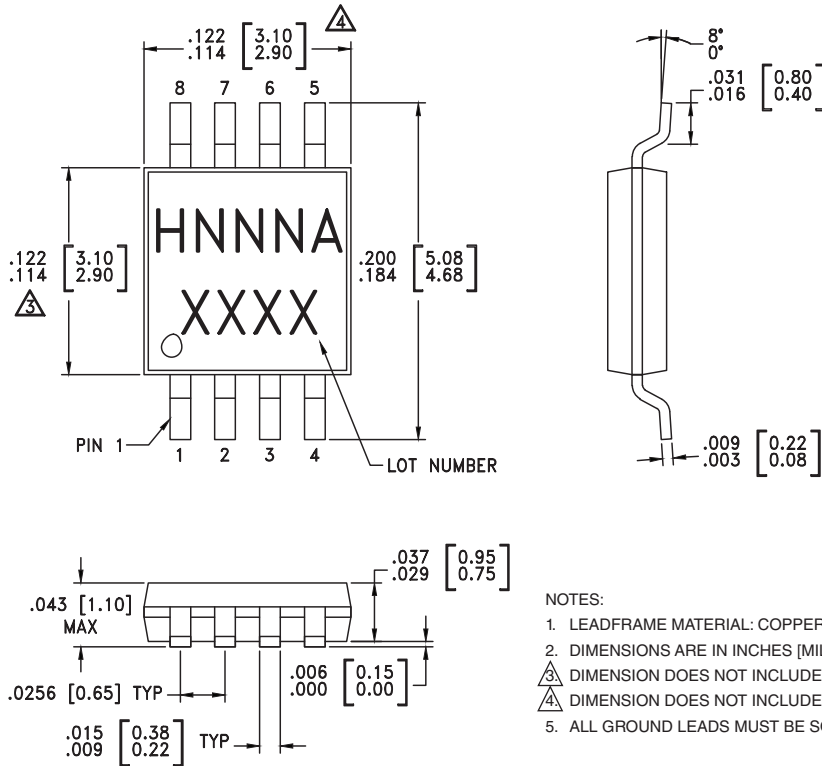 .122 [3.10]
.114 [2.90]
4
8 7 6 5
HNNNA
XXXX
.122 [3.10]
.114 [2.90]
3
.200 [5.08]
.184 [4.68]
PIN 1
1 2 3 4
LOT NUMBER
8°
0°
.031 [0.80]
.016 [0.40]
.009 [0.22]
.003 [0.08]
.043 [1.10]
MAX
.037 [0.95]
.029 [0.75]
.0256 [0.65] TYP
.006 [0.15]
.000 [0.00]
.015 [0.38]
.009 [0.22]
TYP
NOTES:
1. LEADFRAME MATERIAL: COPPER
2. DIMENSIONS ARE IN INCHES
3. DIMENSION DOES NOT INCLUDE
4. DIMENSION DOES NOT INCLUDE
5. ALL GROUND LEADS MUST BE